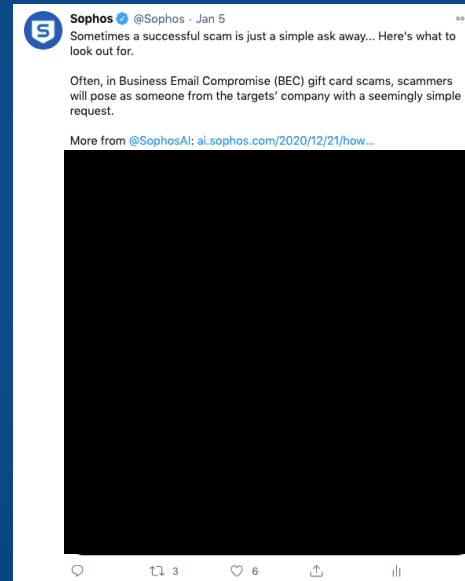 Sophos @Sophos · Jan 5
Sometimes a successful scam is just a simple ask away... Here's what to
look out for.
Often, in Business Email Compromise (BEC) gift card scams, scammers
will pose as someone from the targets' company with a seemingly simple
request.
More from @SophosAI: ai.sophos.com/2020/12/21/how...
3 6